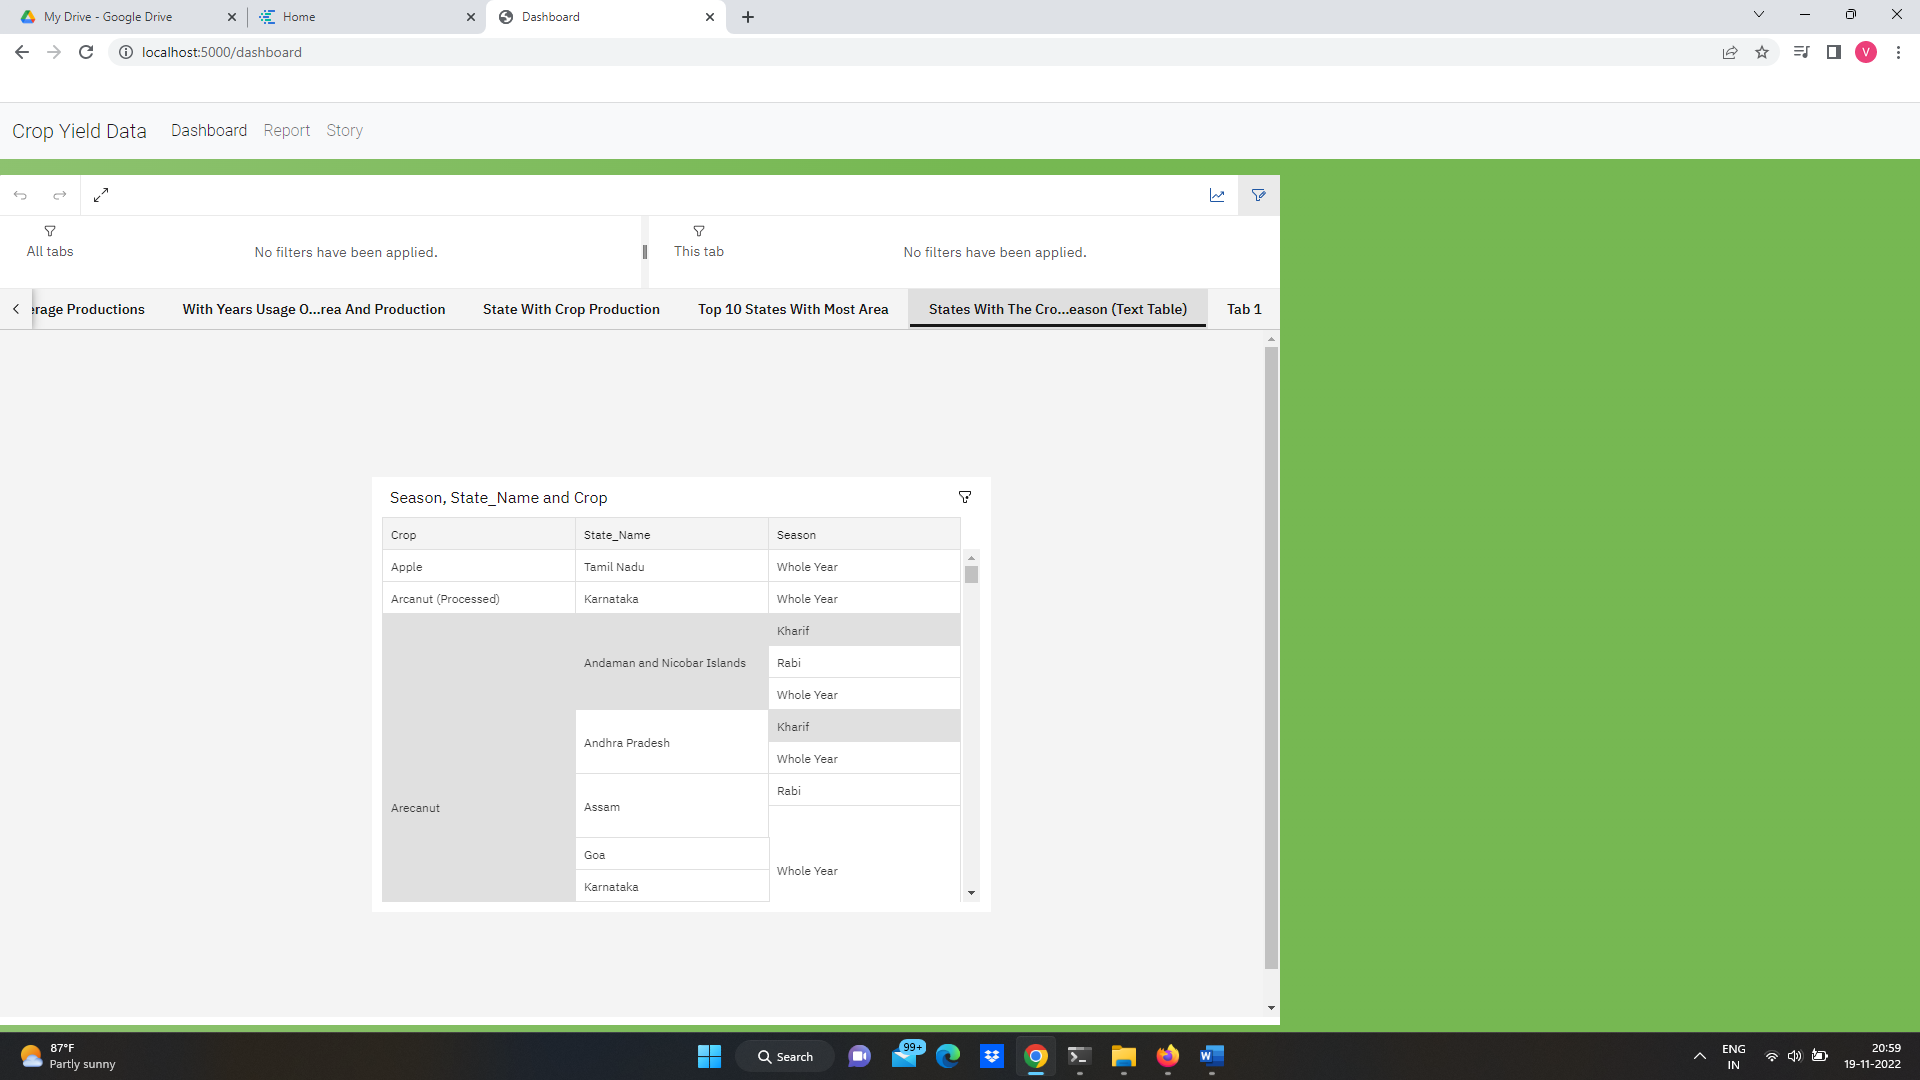 My Drive - Google Drive
Home
Dashboard
localhost:5000/dashboard
V
Crop Yield Data
Dashboard
Report
Story
All tabs
No filters have been applied.
This tab
No filters have been applied.
erage Productions
With Years Usage O...rea And Production
State With Crop Production
Top 10 States With Most Area
States With The Cro...eason (Text Table)
Tab 1
Season, State_Name and Crop
Crop
State_Name
Season
Apple
Tamil Nadu
Whole Year
Arcanut (Processed)
Karnataka
Whole Year
Arecanut
Andaman and Nicobar Islands
Kharif
Rabi
Whole Year
Andhra Pradesh
Kharif
Whole Year
Assam
Rabi
Whole Year
Goa
Karnataka
87°F
Partly sunny
Search
99+
W
ENG
IN
20:59
19-11-2022